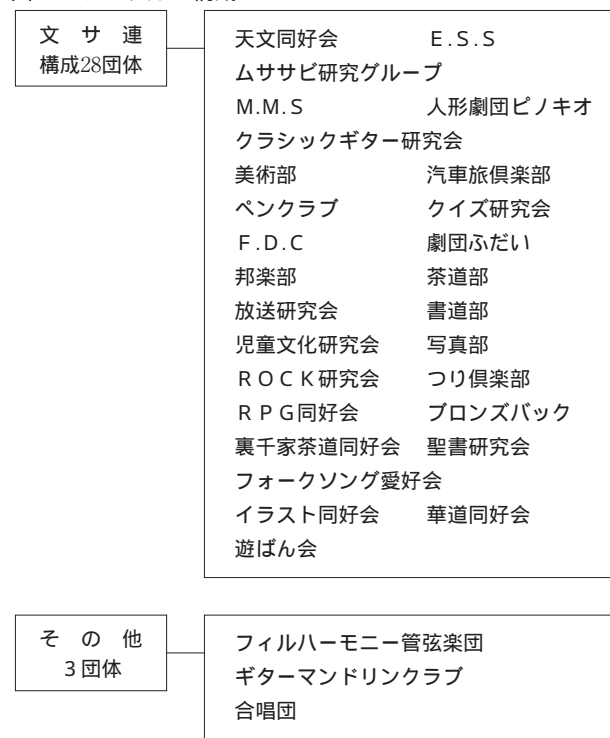 文サ連
構成28団体
天文同好会 E.S.S
ムササビ研究グループ
M.M.S 人形劇団ピノキオ
クラシックギター研究会
美術部 汽車旅倶楽部
ペンクラブ クイズ研究会
F.D.C 劇団ふだい
邦楽部 茶道部
放送研究会 書道部
児童文化研究会 写真部
ROCK研究会 つり倶楽部
RPG同好会 ブロンズバック
裏千家茶道同好会 聖書研究会
フォークソング愛好会
イラスト同好会 華道同好会
遊ばん会
その他
3団体
フィルハーモニー管弦楽団
ギターマンドリンクラブ
合唱団